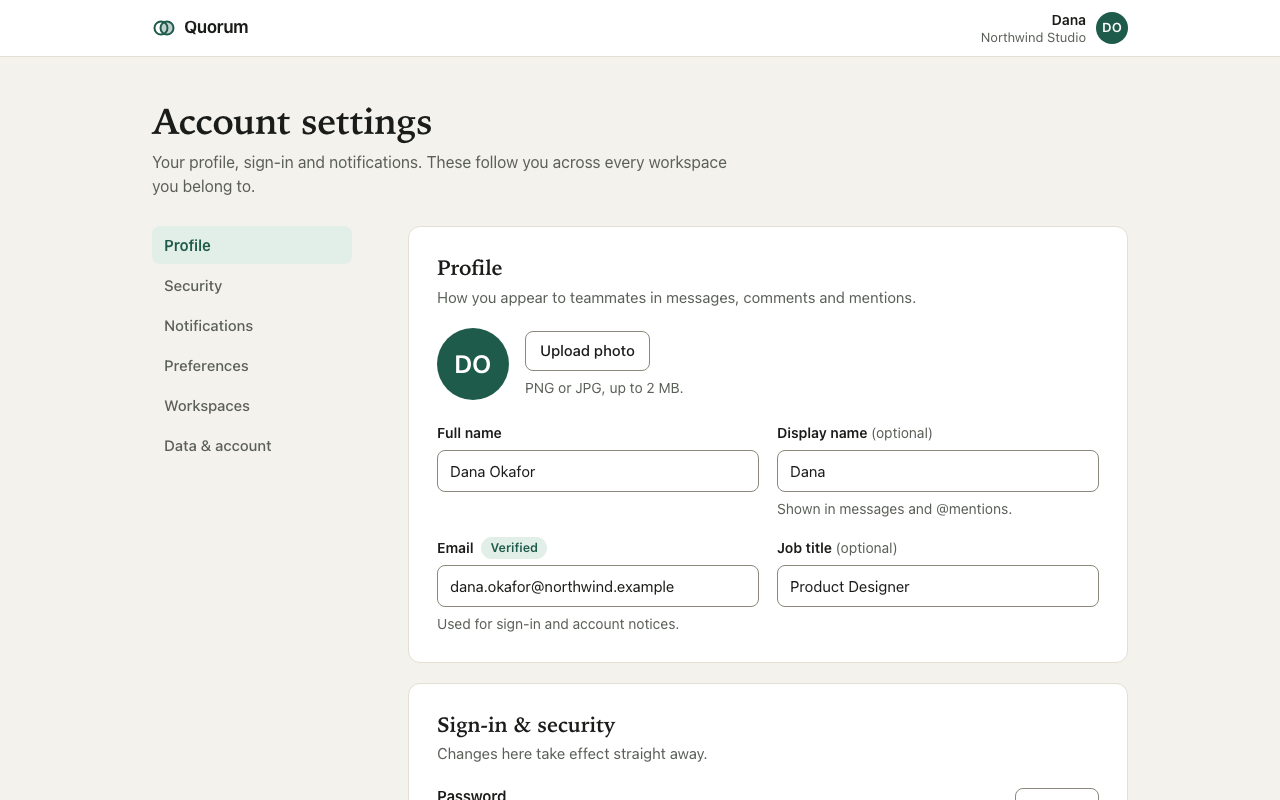 Quorum
Dana
Northwind Studio
DO
Account settings
Your profile, sign-in and notifications. These follow you across every workspace
you belong to.
Profile
Security
Notifications
Preferences
Workspaces
Data & account
Profile
How you appear to teammates in messages, comments and mentions.
DO
Upload photo
PNG or JPG, up to 2 MB.
Full name
Dana Okafor
Display name (optional)
Dana
Shown in messages and @mentions.
Email Verified
dana.okafor@northwind.example
Used for sign-in and account notices.
Job title (optional)
Product Designer
Sign-in & security
Changes here take effect straight away.
Password